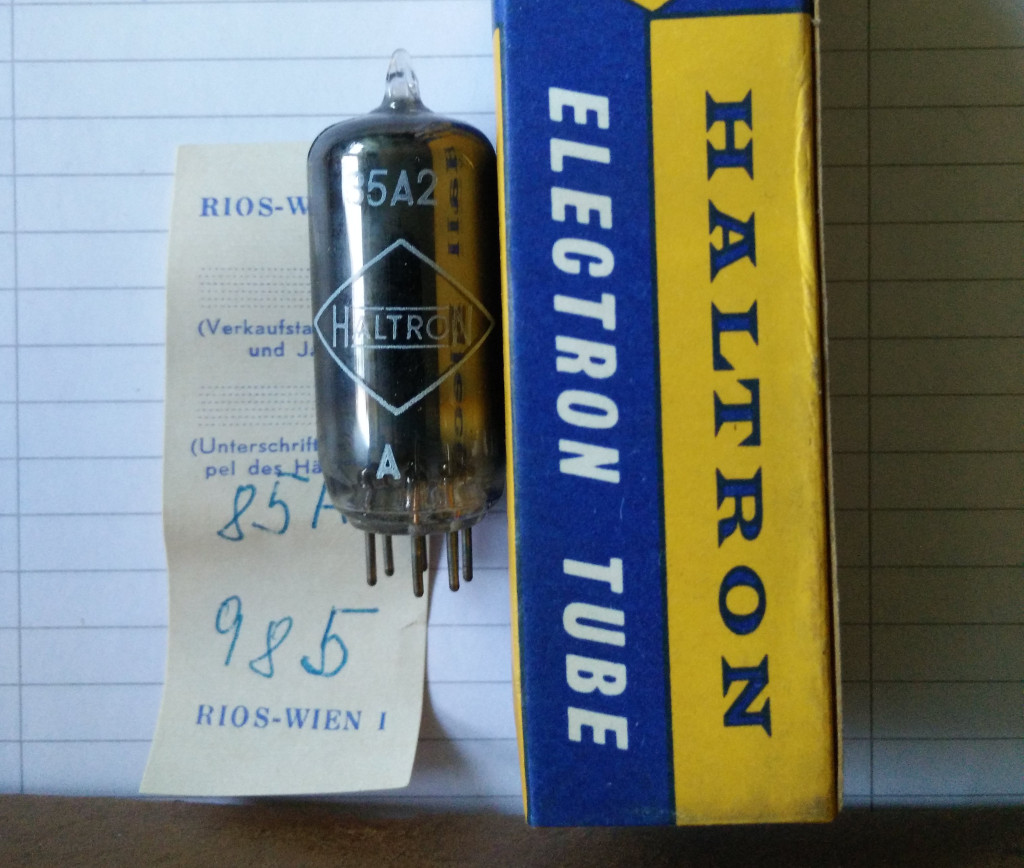 RIOS-W
(Verkaufsta
und Ja
(Unterschrift
pel des Hä
85A
985
RIOS-WIEN I
85A2
HALTRON
A
ELECTRON TUBE
HALTRON